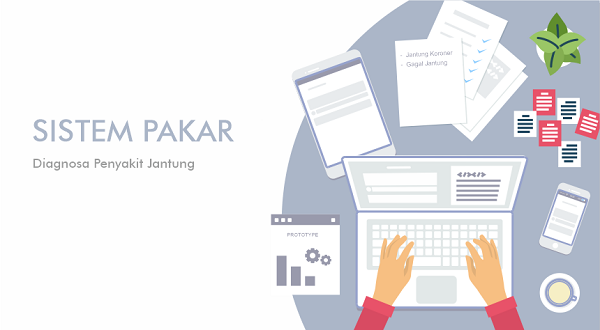 SISTEM PAKAR
Diagnosa Penyakit Jantung
- Jantung Koroner
- Gagal Jantung
</>
</>
PROTOTYPE